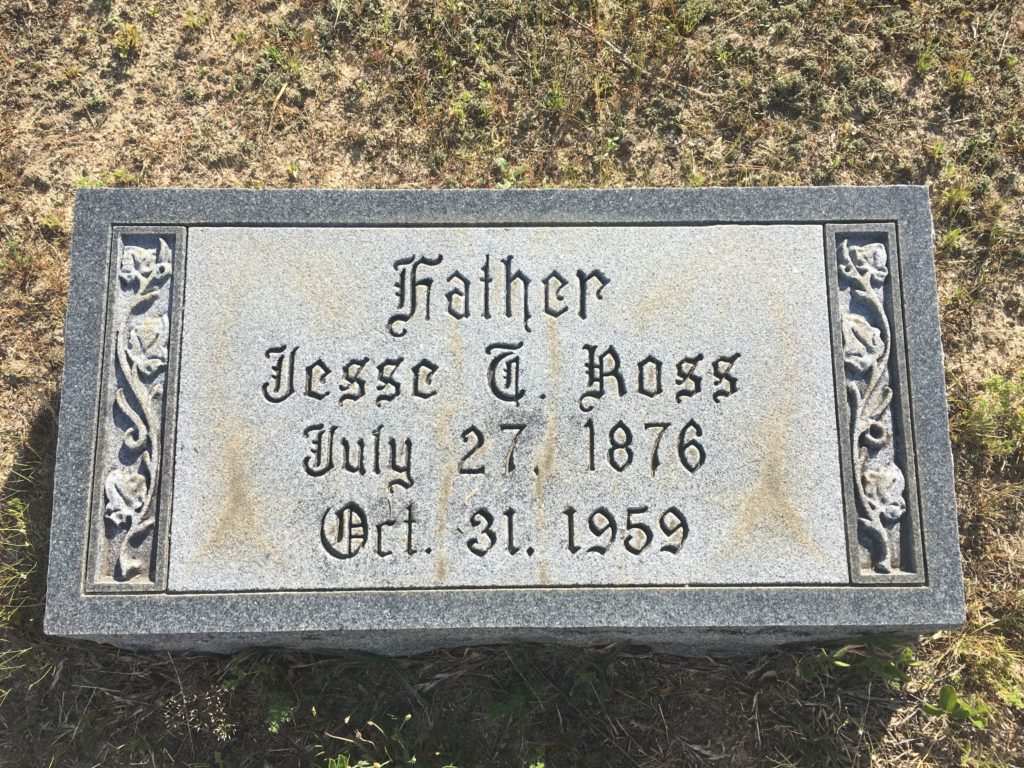 Father
Jesse T. Ross
July 27, 1876
Oct. 31, 1959